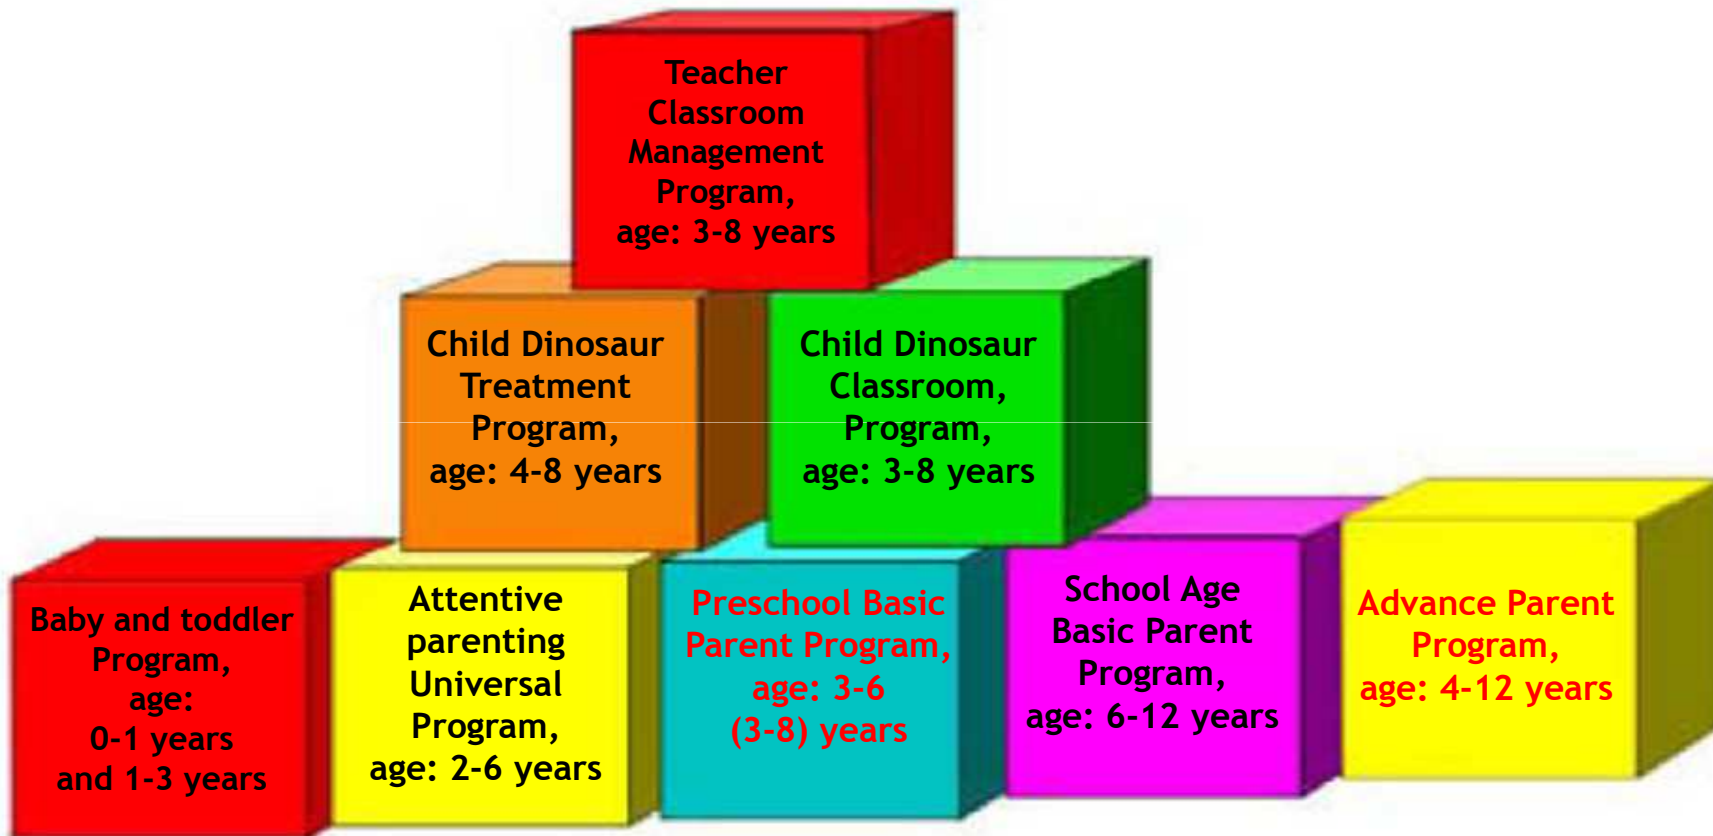 Teacher
Classroom
Management
Program,
age: 3-8 years
Child Dinosaur
Treatment
Program,
age: 4-8 years
Child Dinosaur
Classroom,
Program,
age: 3-8 years
Baby and toddler
Program,
age:
0-1 years
and 1-3 years
Attentive
parenting
Universal
Program,
age: 2-6 years
Preschool Basic
Parent Program,
age: 3-6
(3-8) years
School Age
Basic Parent
Program,
age: 6-12 years
Advance Parent
Program,
age: 4-12 years